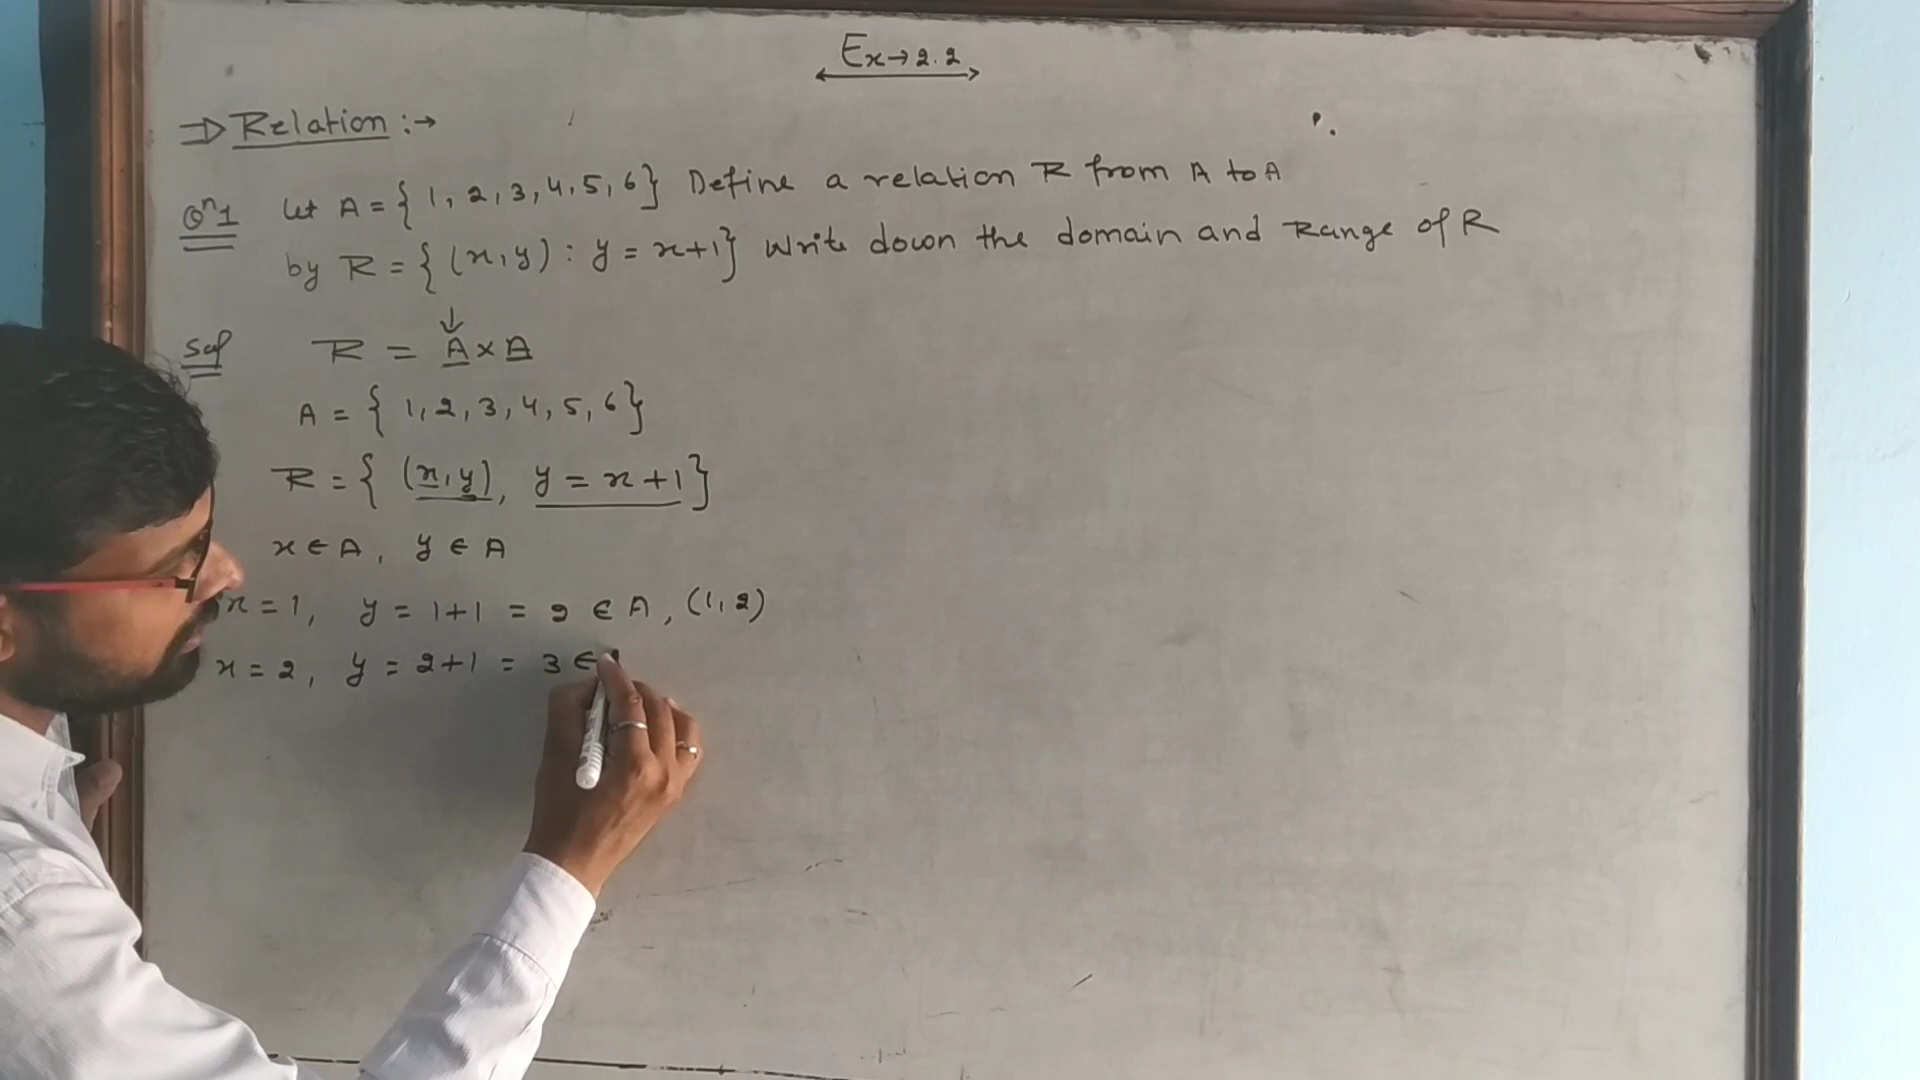 Ex→2.2
⇒ Relation :→
Qn1 Let A = { 1, 2, 3, 4, 5, 6} Define a relation R from A to A
by R = { (x, y) : y = x+1} Write down the domain and Range of R
↓
Sol R = A × A
A = { 1, 2, 3, 4, 5, 6}
R = { (x, y), y = x+1}
x ∈ A, y ∈ A
x = 1, y = 1+1 = 2 ∈ A, (1, 2)
x = 2, y = 2+1 = 3 ∈